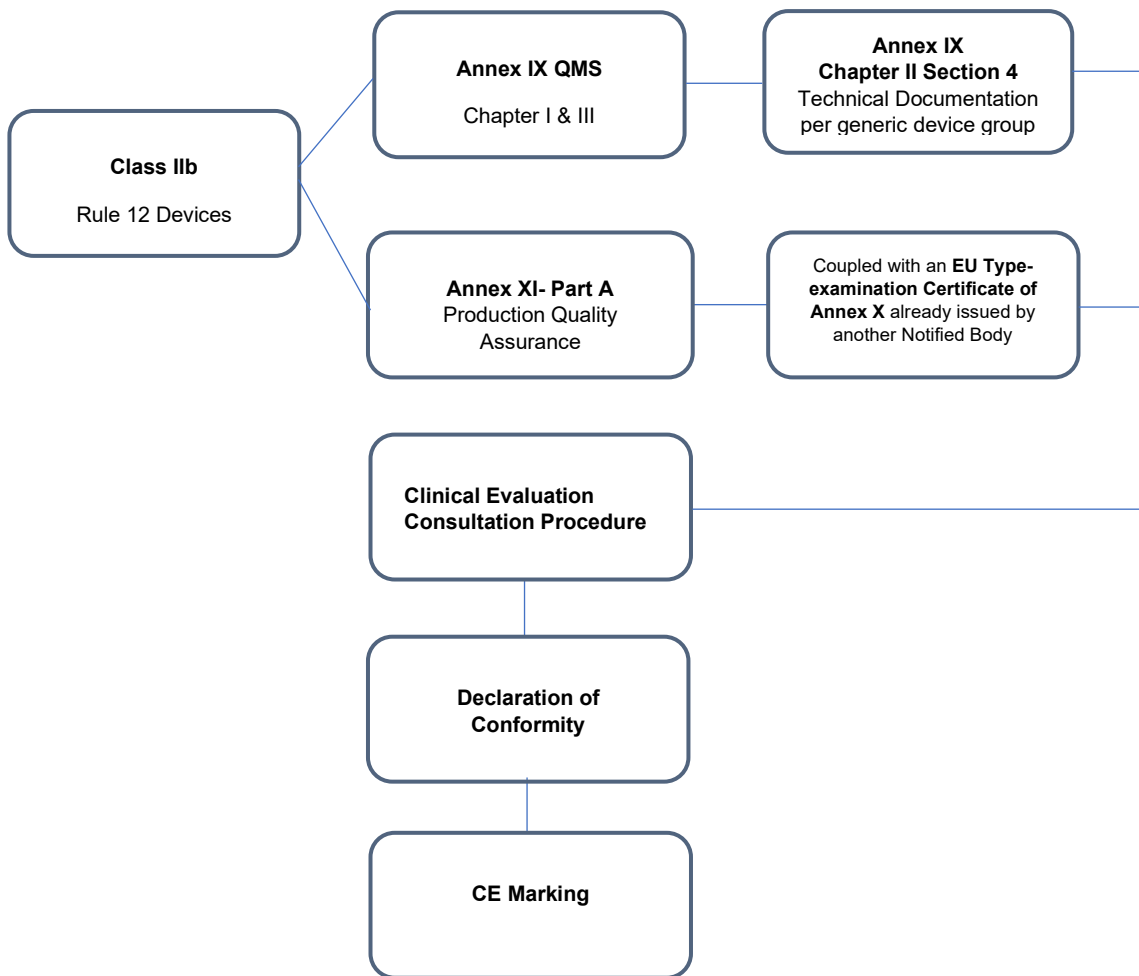 Class IIb
Rule 12 Devices
Annex IX QMS
Chapter I & III
Annex IX
Chapter II Section 4
Technical Documentation
per generic device group
Annex XI- Part A
Production Quality
Assurance
Coupled with an EU Type-
examination Certificate of
Annex X already issued by
another Notified Body
Clinical Evaluation
Consultation Procedure
Declaration of
Conformity
CE Marking